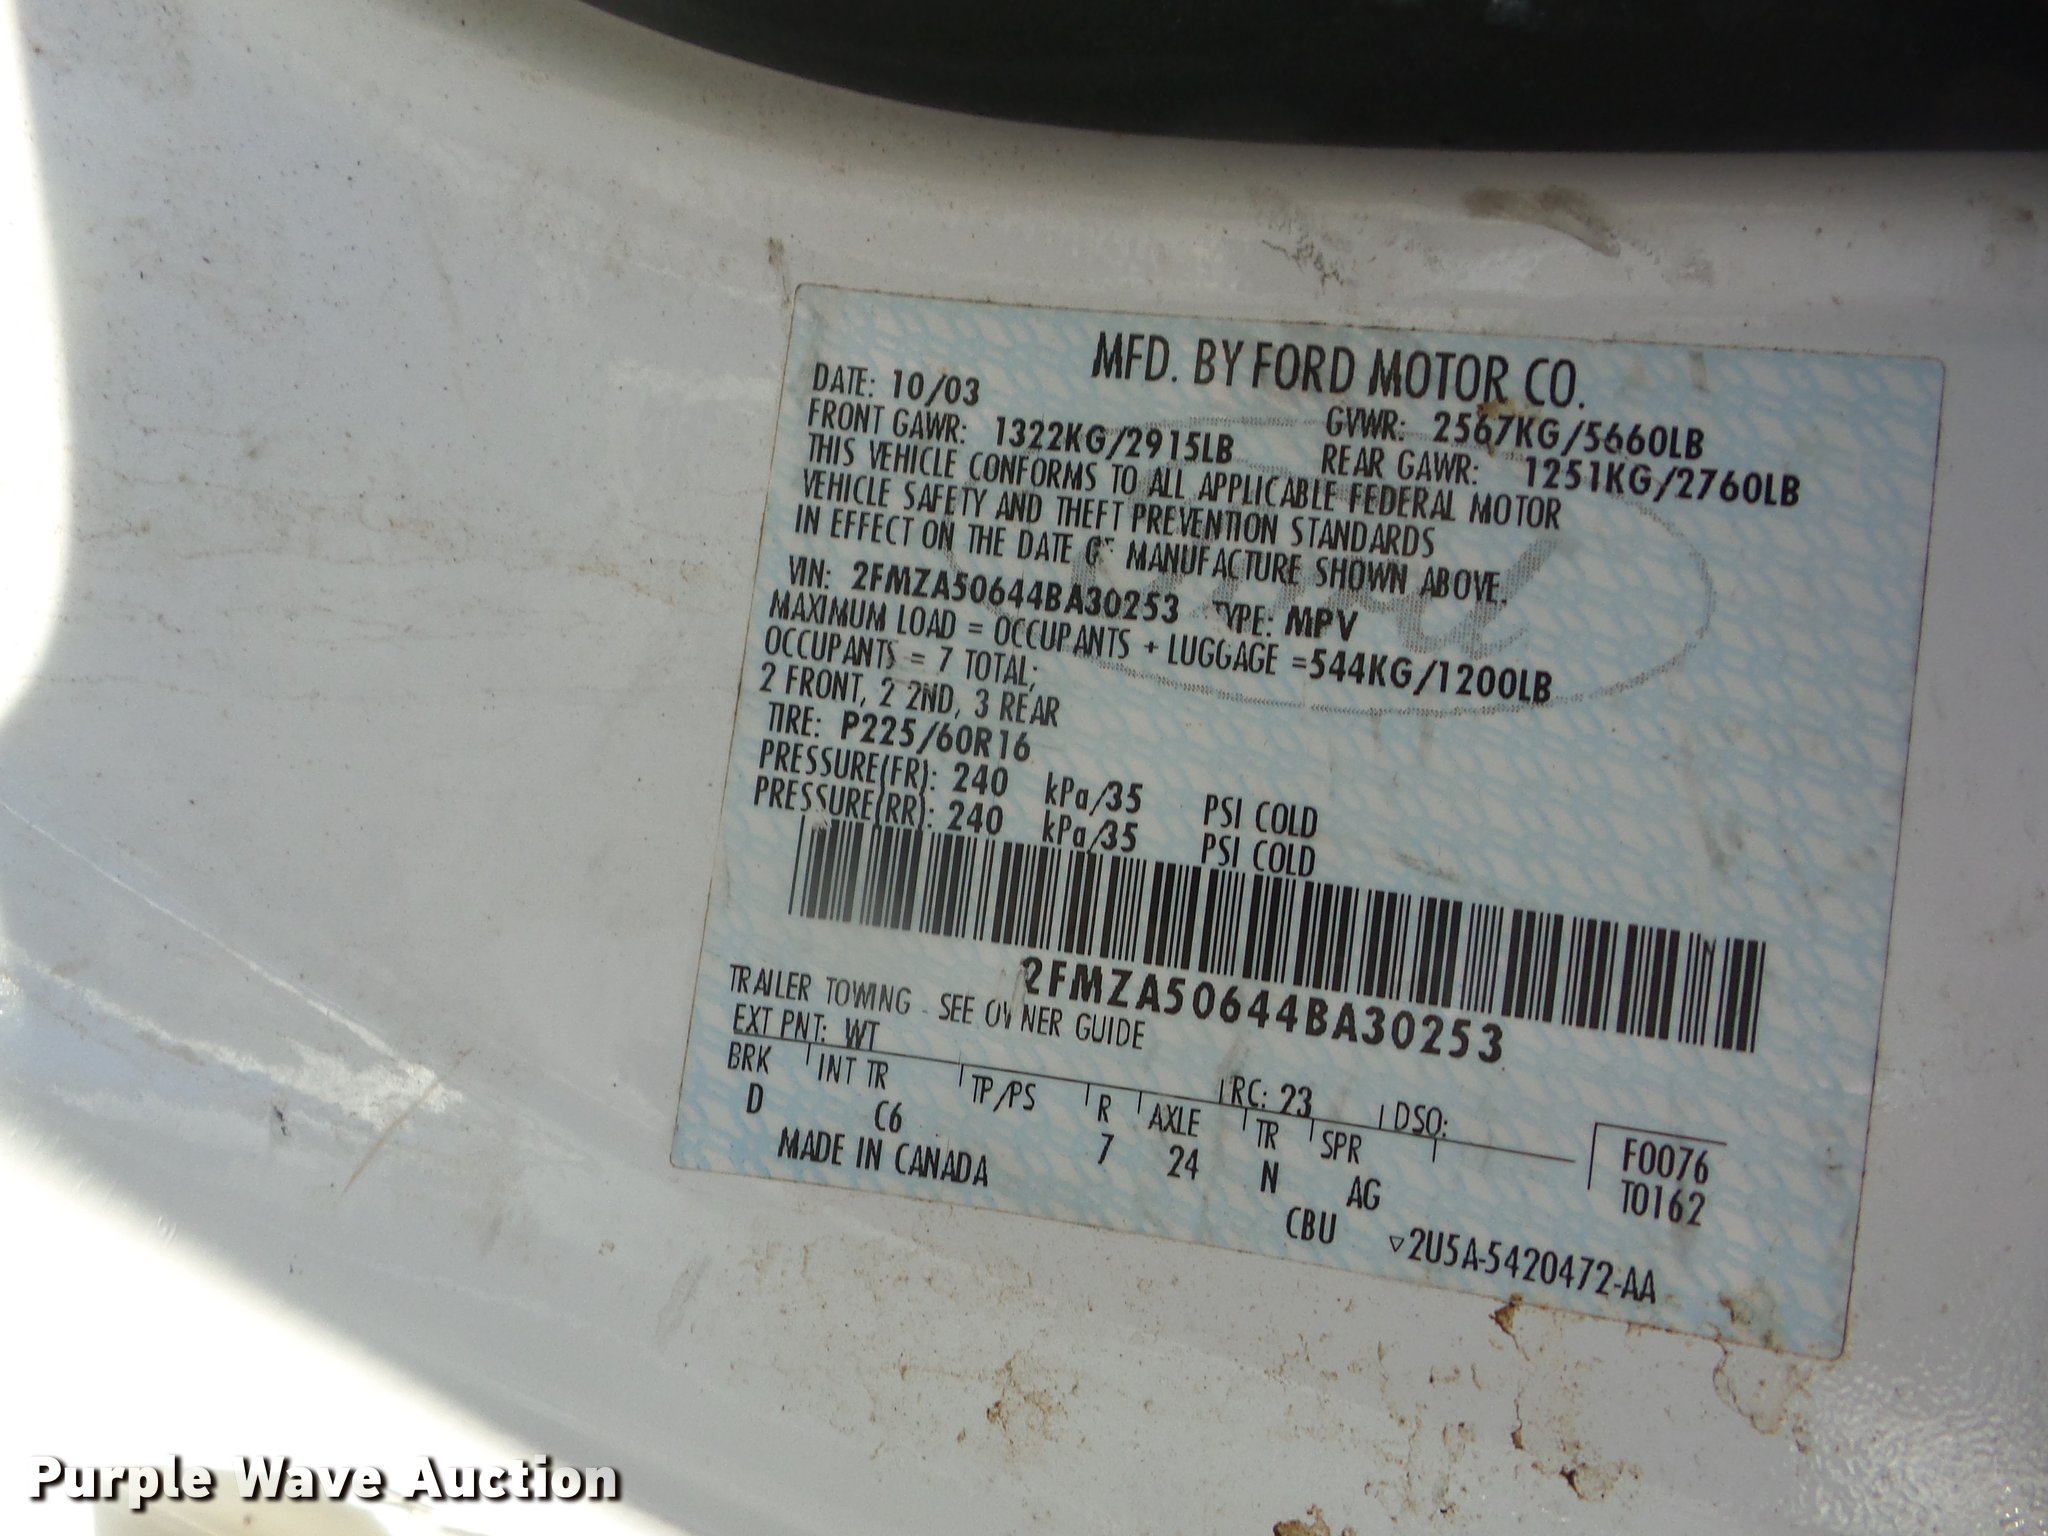 MFD. BY FORD MOTOR CO.
DATE: 10/03 GVWR: 2567KG/5660LB
FRONT GAWR: 1322KG/2915LB REAR GAWR: 1251KG/2760LB
THIS VEHICLE CONFORMS TO ALL APPLICABLE FEDERAL MOTOR
VEHICLE SAFETY AND THEFT PREVENTION STANDARDS
IN EFFECT ON THE DATE OF MANUFACTURE SHOWN ABOVE.
VIN: 2FMZA50644BA30253 TYPE: MPV
MAXIMUM LOAD = OCCUPANTS + LUGGAGE =544KG/1200LB
OCCUPANTS = 7 TOTAL;
2 FRONT, 2 2ND, 3 REAR
TIRE: P225/60R16
PRESSURE(FR): 240 kPa/35 PSI COLD
PRESSURE(RR): 240 kPa/35 PSI COLD
2FMZA50644BA30253
TRAILER TOWING - SEE OWNER GUIDE
EXT PNT: WT RC: 23 DSO:
BRK INT TR TP/PS R AXLE TR SPR F0076
D C6 7 24 N AG T0162
MADE IN CANADA CBU ▽2U5A-5420472-AA
Purple Wave Auction